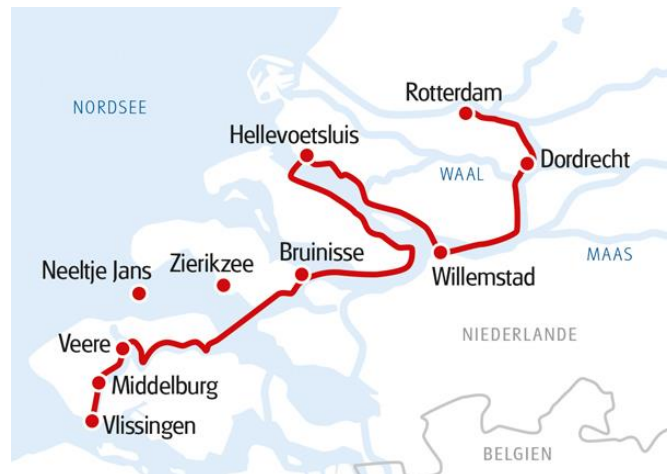 Rotterdam
NORDSEE
Hellevoetsluis
Dordrecht
WAAL
Zierikzee
Bruinisse
Neeltje Jans
Willemstad
MAAS
Veere
NIEDERLANDE
Middelburg
Vlissingen
BELGIEN